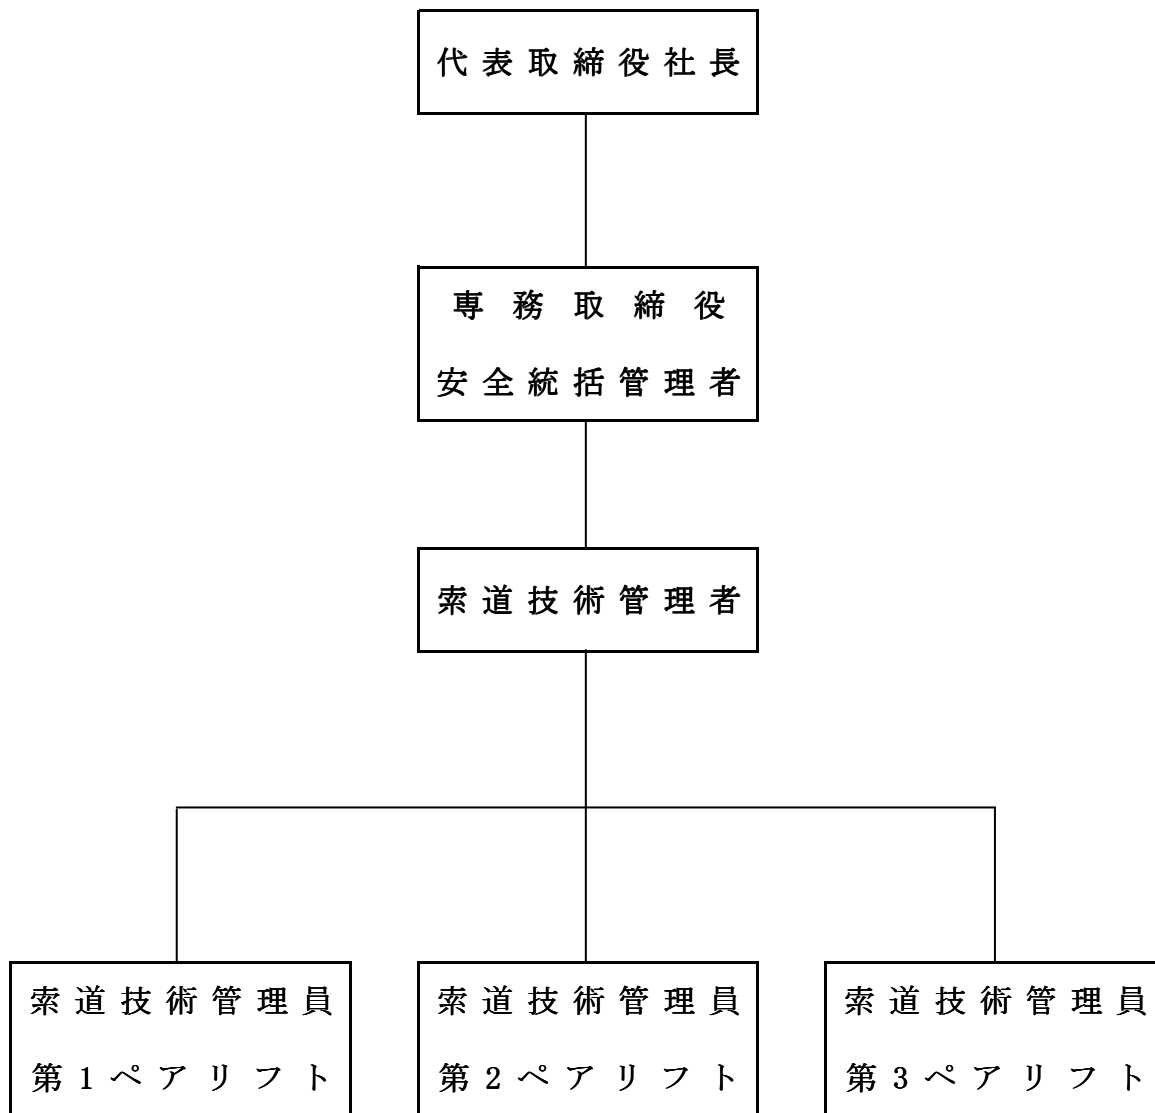 代表取締役社長
専務取締役
安全統括管理者
索道技術管理者
索道技術管理員
第1ペアリフト
索道技術管理員
第2ペアリフト
索道技術管理員
第3ペアリフト